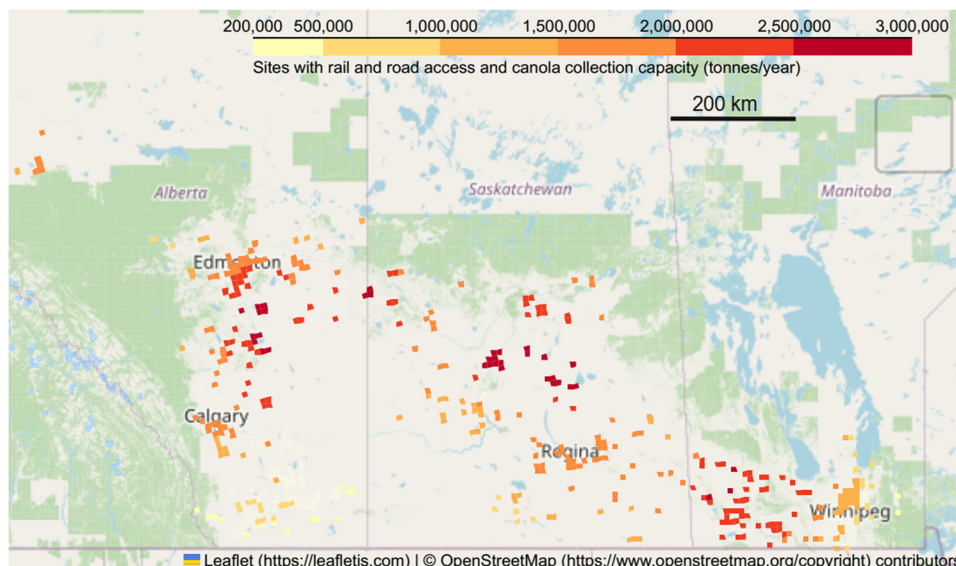 200,000 500,000 1,000,000 1,500,000 2,000,000 2,500,000 3,000,000
Sites with rail and road access and canola collection capacity (tonnes/year)
200 km
Alberta Saskatchewan Manitoba
Edmonton
Calgary
Regina
Winnipeg
Leaflet (https://leafletjs.com) | © OpenStreetMap (https://www.openstreetmap.org/copyright) contributors